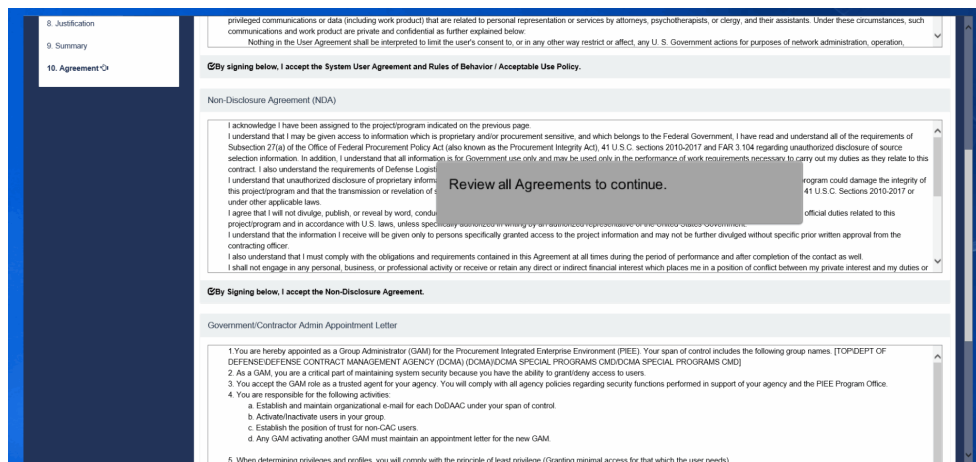 8. Justification
9. Summary
10. Agreement
privileged communications or data (including work product) that are related to personal representation or services by attorneys, psychotherapists, or clergy, and their assistants. Under these circumstances, such
communications and work product are private and confidential as further explained below:
Nothing in the User Agreement shall be interpreted to limit the user's consent to, or in any other way restrict or affect, any U. S. Government actions for purposes of network administration, operation,
By signing below, I accept the System User Agreement and Rules of Behavior / Acceptable Use Policy.
Non-Disclosure Agreement (NDA)
I acknowledge I have been assigned to the project/program indicated on the previous page.
I understand that I may be given access to information which is proprietary and/or procurement sensitive, and which belongs to the Federal Government, I have read and understand all of the requirements of
Subsection 27(a) of the Office of Federal Procurement Policy Act (also known as the Procurement Integrity Act), 41 U.S.C. sections 2010-2017 and FAR 3.104 regarding unauthorized disclosure of source
selection information. In addition, I understand that all information is for Government use only and may be used only in the performance of work requirements necessary to carry out my duties as they relate to this
contract. I also understand the requirements of Defense Logisti
I understand that unauthorized disclosure of proprietary informa rogram could damage the integrity of
this project/program and that the transmission or revelation of s 41 U.S.C. Sections 2010-2017 or
under other applicable laws.
Review all Agreements to continue.
I agree that I will not divulge, publish, or reveal by word, condu official duties related to this
project/program and in accordance with U.S. laws, unless specifically authorized in writing by an authorized representative of the United States Government.
I understand that the information I receive will be given only to persons specifically granted access to the project information and may not be further divulged without specific prior written approval from the
contracting officer.
I also understand that I must comply with the obligations and requirements contained in this Agreement at all times during the period of performance and after completion of the contact as well.
I shall not engage in any personal, business, or professional activity or receive or retain any direct or indirect financial interest which places me in a position of conflict between my private interest and my duties or
By Signing below, I accept the Non-Disclosure Agreement.
Government/Contractor Admin Appointment Letter
1.You are hereby appointed as a Group Administrator (GAM) for the Procurement Integrated Enterprise Environment (PIEE). Your span of control includes the following group names. [TOP\DEPT OF
DEFENSE\DEFENSE CONTRACT MANAGEMENT AGENCY (DCMA) (DCMA)\DCMA SPECIAL PROGRAMS CMD/DCMA SPECIAL PROGRAMS CMD]
2. As a GAM, you are a critical part of maintaining system security because you have the ability to grant/deny access to users.
3. You accept the GAM role as a trusted agent for your agency. You will comply with all agency policies regarding security functions performed in support of your agency and the PIEE Program Office.
4. You are responsible for the following activities:
a. Establish and maintain organizational e-mail for each DoDAAC under your span of control.
b. Activate/Inactivate users in your group.
c. Establish the position of trust for non-CAC users.
d. Any GAM activating another GAM must maintain an appointment letter for the new GAM.
5. When determining privileges and profiles, you will comply with the principle of least privilege (Granting minimal access for that which the user needs)